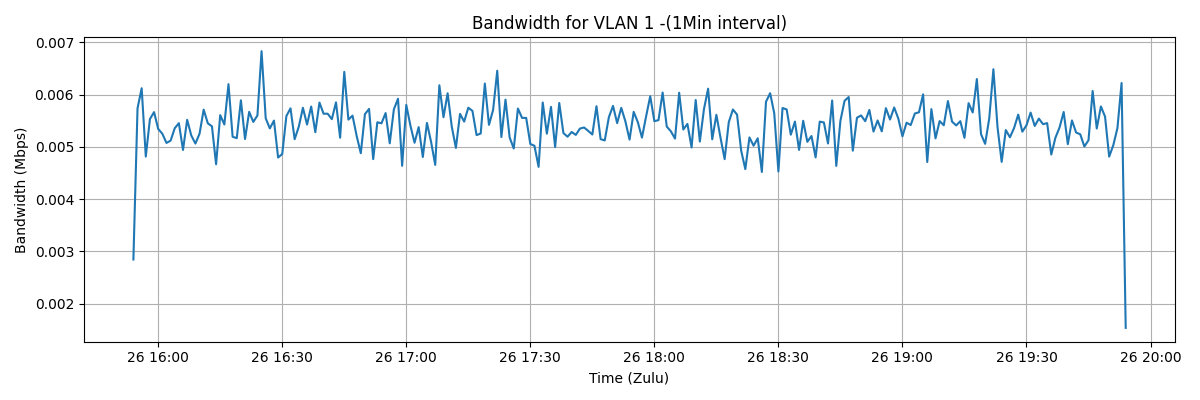 Bandwidth for VLAN 1 -(1Min interval)
Bandwidth (Mbps)
0.007
0.006
0.005
0.004
0.003
0.002
26 16:00 26 16:30 26 17:00 26 17:30 26 18:00 26 18:30 26 19:00 26 19:30 26 20:00
Time (Zulu)